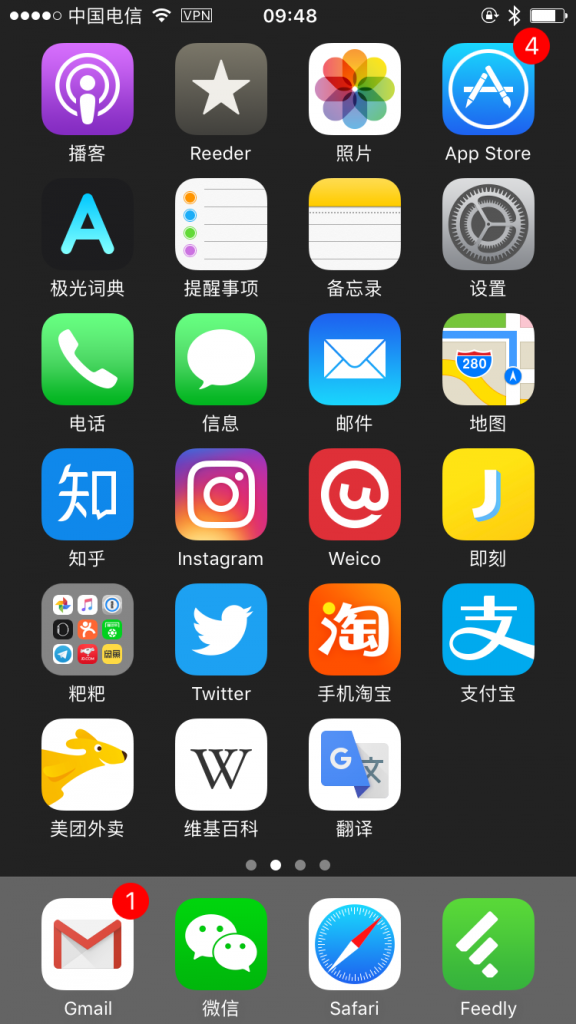 中国电信 VPN 09:48
4
播客 Reeder 照片 App Store
极光词典 提醒事项 备忘录 设置
280
电话 信息 邮件 地图
知
知乎 Instagram Weico 即刻
淘 支
粑粑 Twitter 手机淘宝 支付宝
W G 文
美团外卖 维基百科 翻译
1
Gmail 微信 Safari Feedly